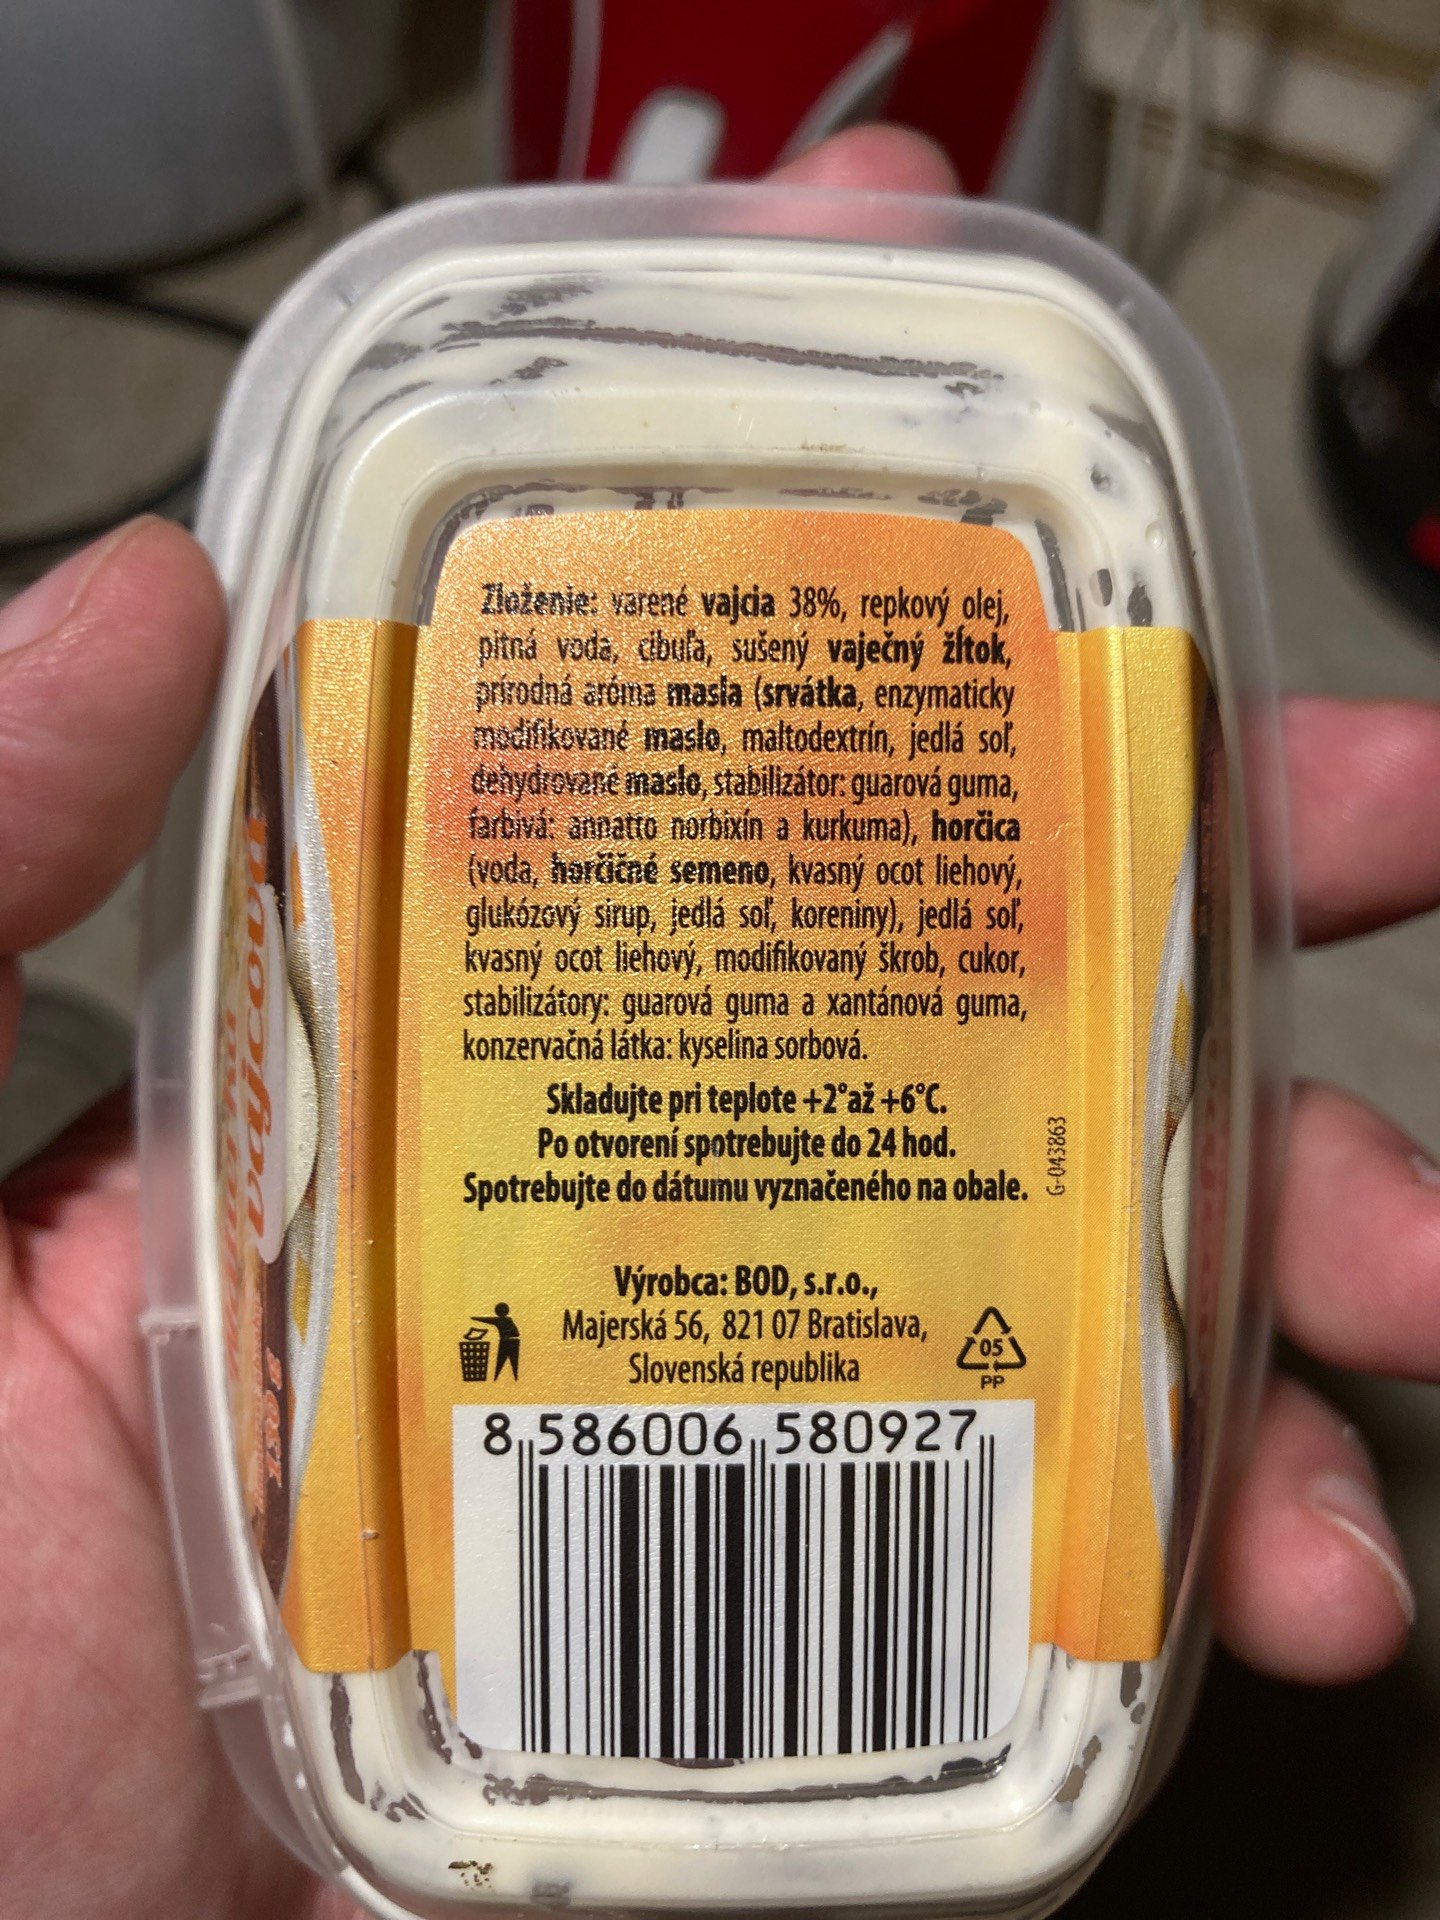 Zloženie: varené vajcia 38%, repkový olej,
pitná voda, cibuľa, sušený vaječný žĺtok,
prírodná aróma masla (srvátka, enzymaticky
modifikované maslo, maltodextrín, jedlá soľ,
dehydrované maslo, stabilizátor: guarová guma,
farbivá: annatto norbixín a kurkuma), horčica
(voda, horčičné semeno, kvasný ocot liehový,
glukózový sirup, jedlá soľ, koreniny), jedlá soľ,
kvasný ocot liehový, modifikovaný škrob, cukor,
stabilizátory: guarová guma a xantánová guma,
konzervačná látka: kyselina sorbová.
Skladujte pri teplote +2°až +6°C.
Po otvorení spotrebujte do 24 hod.
Spotrebujte do dátumu vyznačeného na obale.
G-043863
Výrobca: BOD, s.r.o.,
Majerská 56, 821 07 Bratislava,
Slovenská republika
05
PP
8 586006 580927